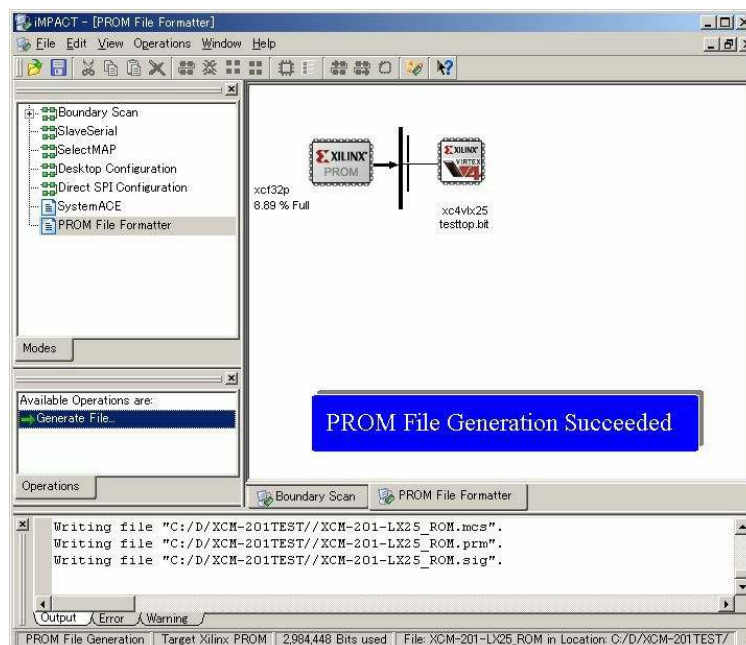 iMPACT - [PROM File Formatter]
File Edit View Operations Window Help
Boundary Scan
SlaveSerial
SelectMAP
Desktop Configuration
Direct SPI Configuration
SystemACE
PROM File Formatter
Modes
Available Operations are:
Generate File...
Operations
XILINX
PROM
xcf32p
8.89 % Full
XILINX
VIRTEX
4
xc4vlx25
testtop.bit
PROM File Generation Succeeded
Boundary Scan
PROM File Formatter
Writing file "C:/D/XCM-201TEST//XCM-201-LX25_ROM.mcs".
Writing file "C:/D/XCM-201TEST//XCM-201-LX25_ROM.prm".
Writing file "C:/D/XCM-201TEST//XCM-201-LX25_ROM.sig".
Output Error Warning
PROM File Generation Target Xilinx PROM 2,984,448 Bits used File: XCM-201-LX25_ROM in Location: C:/D/XCM-201TEST/